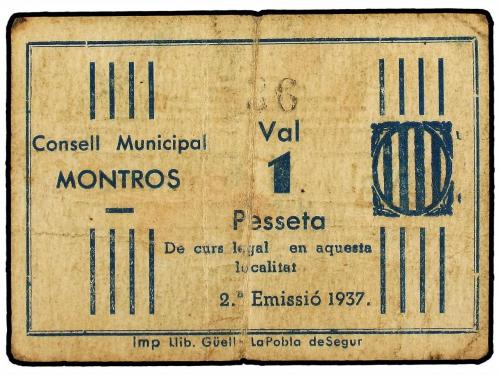 Consell Municipal
MONTROS
Val
1
Pesseta
De curs legal en aquesta
localitat
2.ª Emissió 1937.
Imp Llib. Güell - La Pobla de Segur